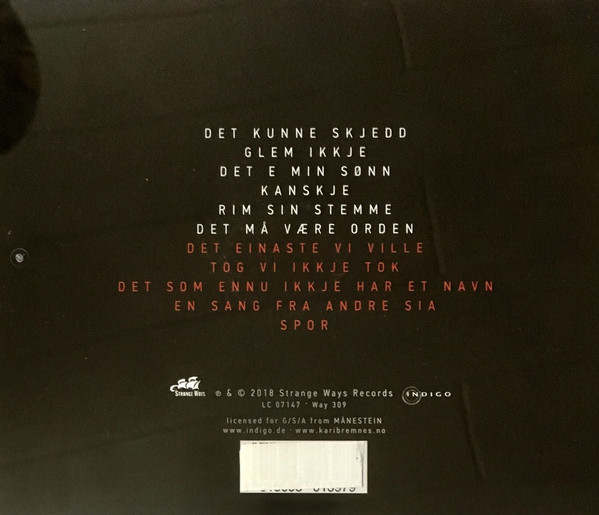 DET KUNNE SKJEDD
GLEM IKKJE
DET E MIN SØNN
KANSKJE
RIM SIN STEMME
DET MÅ VÆRE ORDEN
DET EINASTE VI VILLE
TOG VI IKKJE TOK
DET SOM ENNU IKKJE HAR ET NAVN
EN SANG FRA ANDRE SIA
SPOR
STRANGE WAYS ℗ & © 2018 Strange Ways Records INDIGO
LC 07147 · Way 309
licensed for G/S/A from MÅNESTEIN
www.indigo.de · www.karibremnes.no